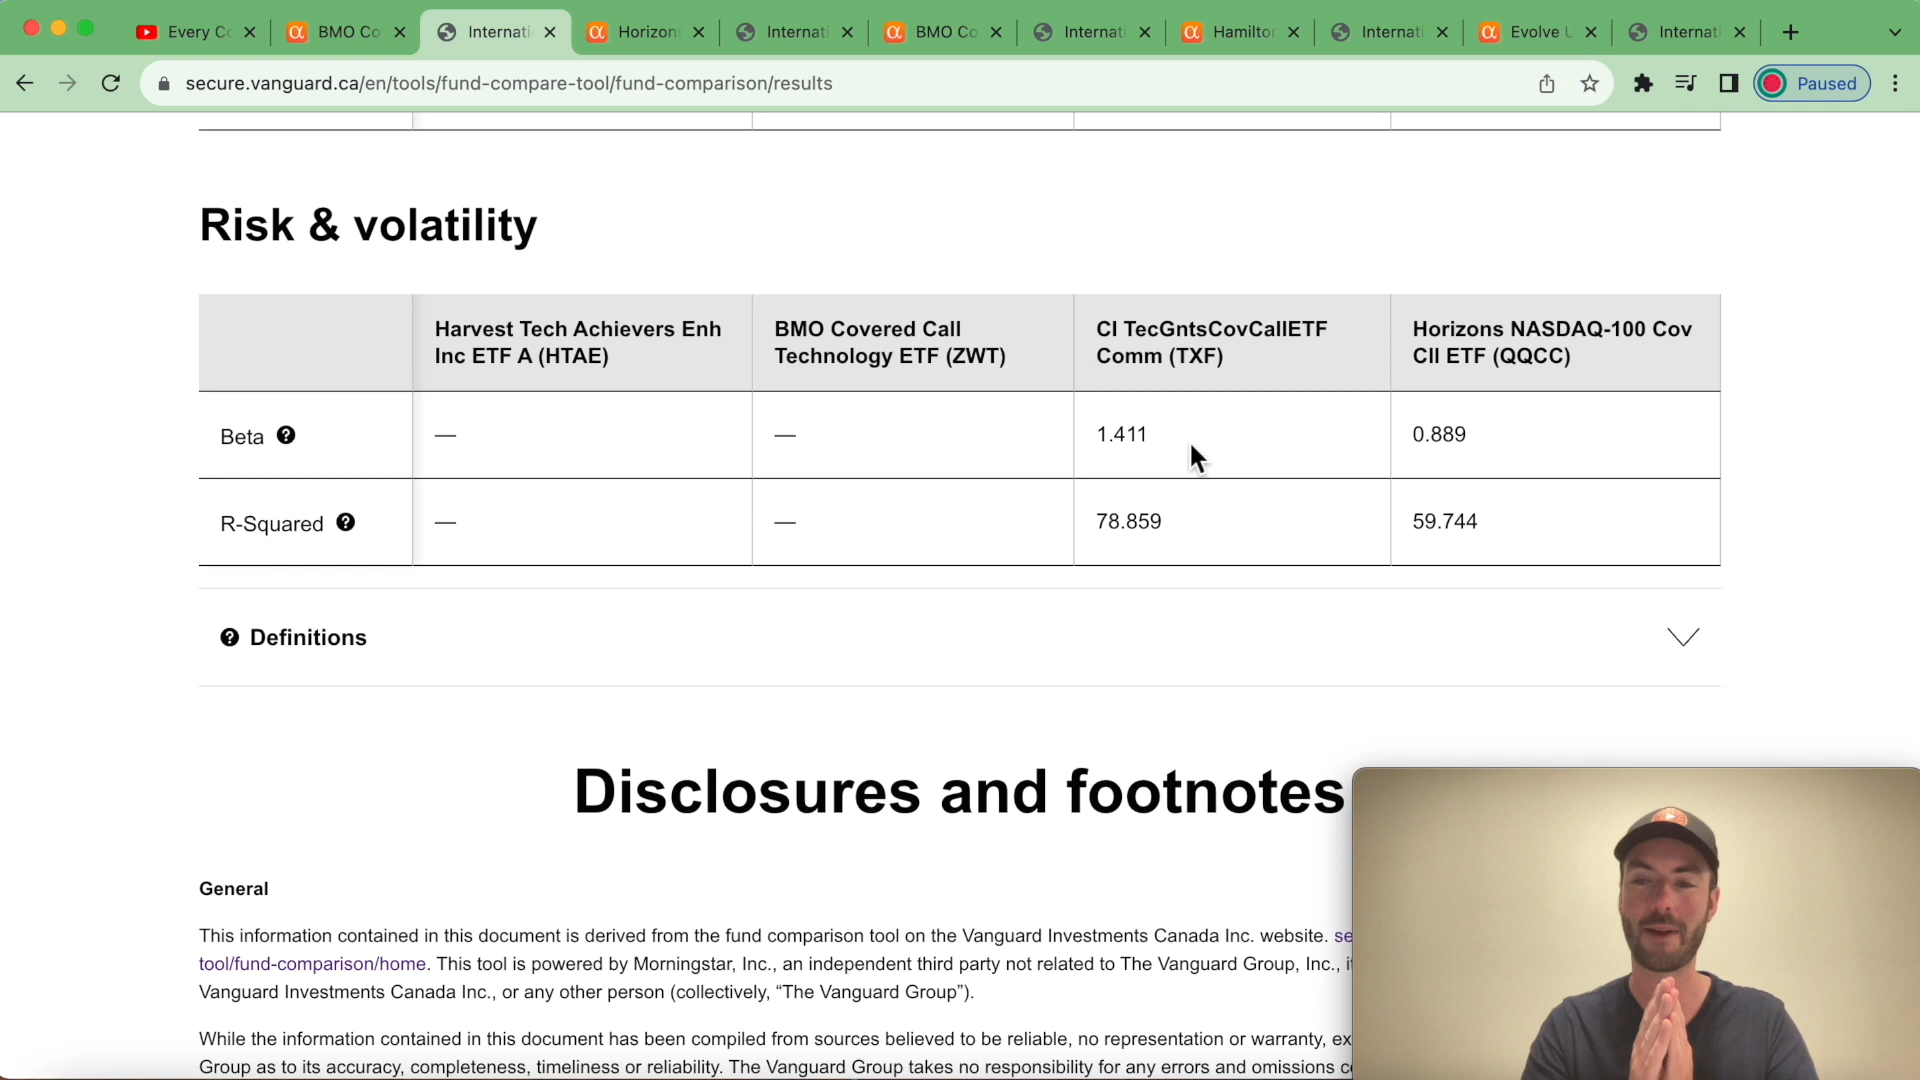 Every Co
BMO Co
Internati
Horizons
Internati
BMO Co
Internati
Hamilton
Internati
Evolve U
Internati
secure.vanguard.ca/en/tools/fund-compare-tool/fund-comparison/results
Paused
Risk & volatility
Harvest Tech Achievers Enh
Inc ETF A (HTAE)
BMO Covered Call
Technology ETF (ZWT)
CI TecGntsCovCallETF
Comm (TXF)
Horizons NASDAQ-100 Cov
Cll ETF (QQCC)
Beta ?
—
—
1.411
0.889
R-Squared ?
—
—
78.859
59.744
? Definitions
Disclosures and footnotes
General
This information contained in this document is derived from the fund comparison tool on the Vanguard Investments Canada Inc. website. se
tool/fund-comparison/home. This tool is powered by Morningstar, Inc., an independent third party not related to The Vanguard Group, Inc., it
Vanguard Investments Canada Inc., or any other person (collectively, “The Vanguard Group”).
While the information contained in this document has been compiled from sources believed to be reliable, no representation or warranty, ex
Group as to its accuracy, completeness, timeliness or reliability. The Vanguard Group takes no responsibility for any errors and omissions c